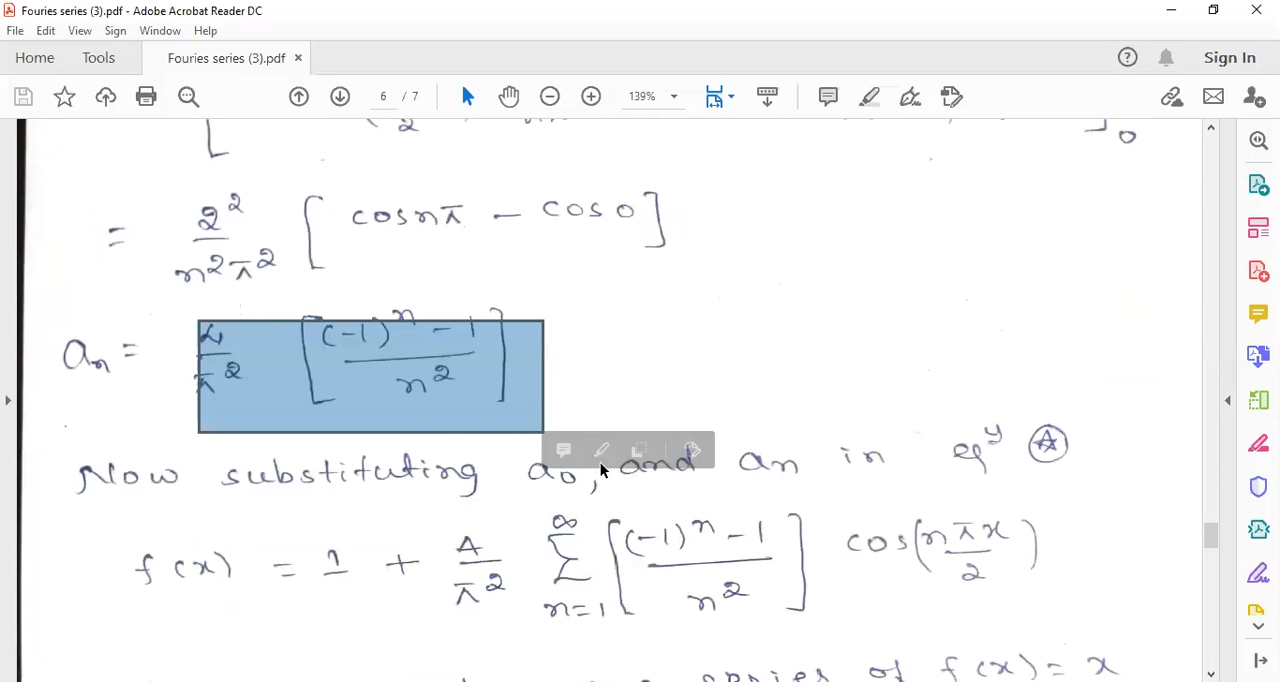 Fouries series (3).pdf - Adobe Acrobat Reader DC
File Edit View Sign Window Help
Home Tools Fouries series (3).pdf × Sign In
6 / 7 139%
0
= 2² / n²π² [ cos nπ − cos 0 ]
aₙ = 4 / π² [ ((-1)ⁿ − 1) / n² ]
Now substituting a₀, and aₙ in eqⁿ ☆
f(x) = 1 + 4/π² ∑ₙ₌₁^∞ [ ((-1)ⁿ − 1) / n² ] cos(nπx/2)
series of f(x) = x